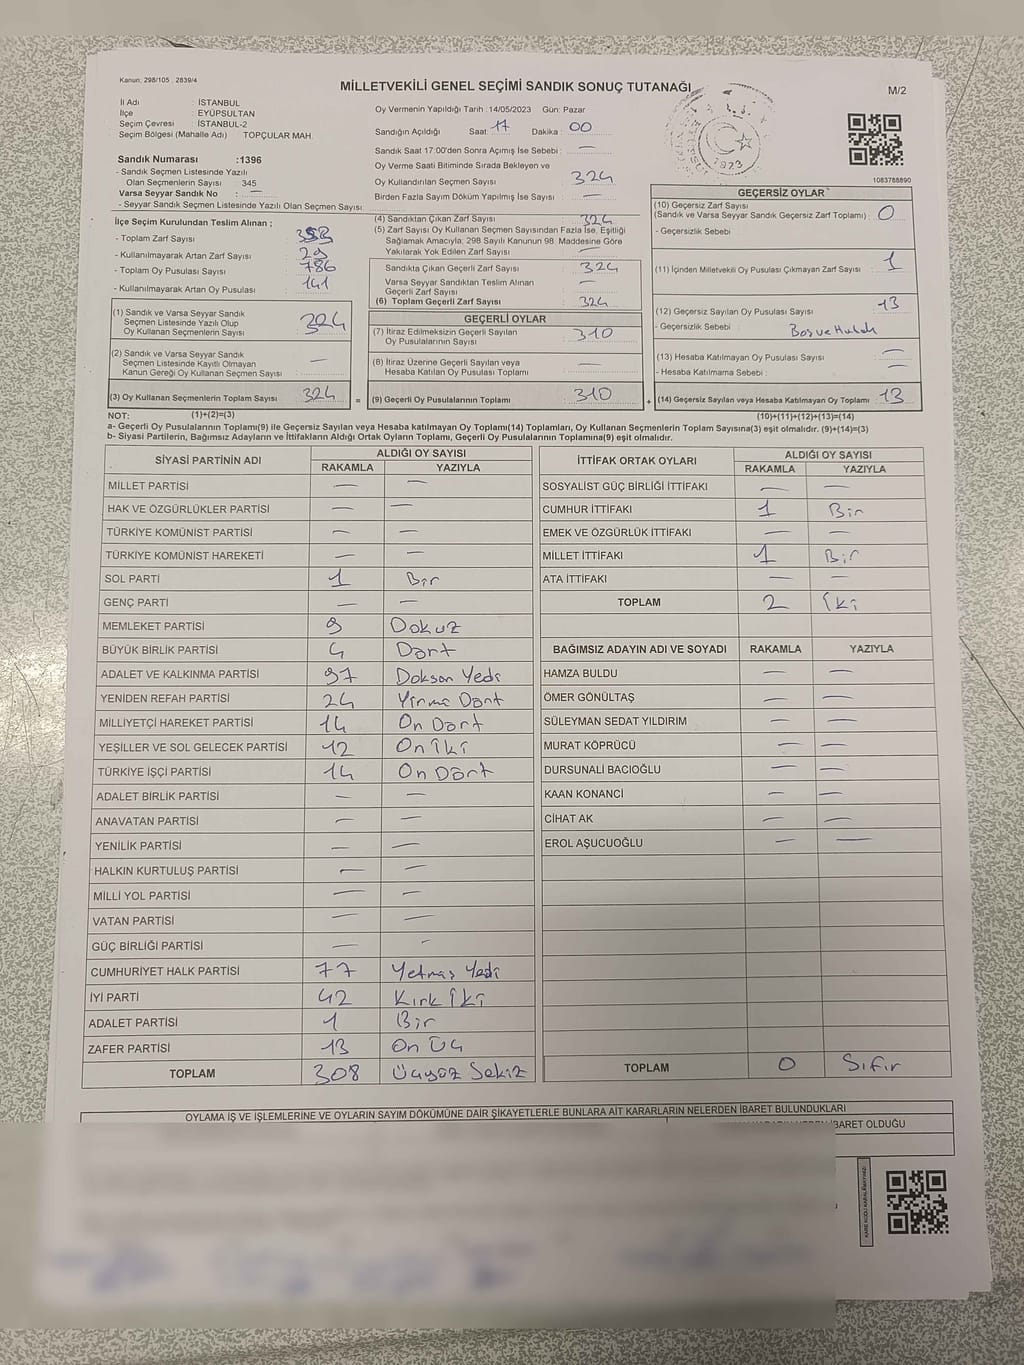 Kanun; 298/105 : 2839/4
MİLLETVEKİLİ GENEL SEÇİMİ SANDIK SONUÇ TUTANAĞI
M/2
İl Adı : İSTANBUL
İlçe : EYÜPSULTAN
Seçim Çevresi : İSTANBUL-2
Seçim Bölgesi (Mahalle Adı) TOPÇULAR MAH.
Sandık Numarası :1396
- Sandık Seçmen Listesinde Yazılı
Olan Seçmenlerin Sayısı 345
Varsa Seyyar Sandık No : —
- Seyyar Sandık Seçmen Listesinde Yazılı Olan Seçmen Sayısı:
Oy Vermenin Yapıldığı Tarih :14/05/2023 Gün: Pazar
Sandığın Açıldığı Saat: 17 Dakika : 00
Sandık Saat 17:00'den Sonra Açımış İse Sebebi : —
Oy Verme Saati Bitiminde Sırada Bekleyen ve
Oy Kullandırılan Seçmen Sayısı 324
Birden Fazla Sayım Döküm Yapılmış İse Sayısı —
1923
1083788890
İlçe Seçim Kurulundan Teslim Alınan ;
- Toplam Zarf Sayısı :
- Kullanılmayarak Artan Zarf Sayısı : 29
- Toplam Oy Pusulası Sayısı : 786
- Kullanılmayarak Artan Oy Pusulası : 141
(1) Sandık ve Varsa Seyyar Sandık
Seçmen Listesinde Yazılı Olup
Oy Kullanan Seçmenlerin Sayısı 324
(2) Sandık ve Varsa Seyyar Sandık
Seçmen Listesinde Kayıtlı Olmayan
Kanun Gereği Oy Kullanan Seçmen Sayısı —
(3) Oy Kullanan Seçmenlerin Toplam Sayısı 324
(4) Sandıktan Çıkan Zarf Sayısı 324
(5) Zarf Sayısı Oy Kullanan Seçmen Sayısından Fazla İse, Eşitliği
Sağlamak Amacıyla; 298 Sayılı Kanunun 98. Maddesine Göre
Yakılarak Yok Edilen Zarf Sayısı —
Sandıkta Çıkan Geçerli Zarf Sayısı 324
Varsa Seyyar Sandıktan Teslim Alınan
Geçerli Zarf Sayısı —
(6) Toplam Geçerli Zarf Sayısı 324
GEÇERLİ OYLAR
(7) İtiraz Edilmeksizin Geçerli Sayılan
Oy Pusulalarının Sayısı 310
(8) İtiraz Üzerine Geçerli Sayılan veya
Hesaba Katılan Oy Pusulası Toplamı —
= (9) Geçerli Oy Pusulalarının Toplamı 310
GEÇERSİZ OYLAR
(10) Geçersiz Zarf Sayısı
(Sandık ve Varsa Seyyar Sandık Geçersiz Zarf Toplamı) : 0
- Geçersizlik Sebebi
(11) İçinden Milletvekili Oy Pusulası Çıkmayan Zarf Sayısı 1
(12) Geçersiz Sayılan Oy Pusulası Sayısı : 13
- Geçersizlik Sebebi :
(13) Hesaba Katılmayan Oy Pusulası Sayısı : —
- Hesaba Katılmama Sebebi : —
+ (14) Geçersiz Sayılan veya Hesaba Katılmayan Oy Toplamı 13
NOT: (1)+(2)=(3) (10)+(11)+(12)+(13)=(14)
a- Geçerli Oy Pusulasının Toplamı(9) ile Geçersiz Sayılan veya Hesaba katılmayan Oy Toplamı(14) Toplamları, Oy Kullanan Seçmenlerin Toplam Sayısına(3) eşit olmalıdır. (9)+(14)=(3)
b- Siyasi Partilerin, Bağımsız Adayların ve İttifakların Aldığı Ortak Oyların Toplamı, Geçerli Oy Pusulalarının Toplamına(9) eşit olmalıdır.
SİYASİ PARTİNİN ADI ALDIĞI OY SAYISI
RAKAMLA YAZIYLA
MİLLET PARTİSİ — —
HAK VE ÖZGÜRLÜKLER PARTİSİ — —
TÜRKİYE KOMÜNİST PARTİSİ — —
TÜRKİYE KOMÜNİST HAREKETİ — —
SOL PARTİ 1 Bir
GENÇ PARTİ — —
MEMLEKET PARTİSİ 9 Dokuz
BÜYÜK BİRLİK PARTİSİ 4 Dört
ADALET VE KALKINMA PARTİSİ 97 Doksan Yedi
YENİDEN REFAH PARTİSİ 24 Yirmi Dört
MİLLİYETÇİ HAREKET PARTİSİ 14 On Dört
YEŞİLLER VE SOL GELECEK PARTİSİ 12 On iki
TÜRKİYE İŞÇİ PARTİSİ 14 On Dört
ADALET BİRLİK PARTİSİ — —
ANAVATAN PARTİSİ — —
YENİLİK PARTİSİ — —
HALKIN KURTULUŞ PARTİSİ — —
MİLLİ YOL PARTİSİ — —
VATAN PARTİSİ — —
GÜÇ BİRLİĞİ PARTİSİ — —
CUMHURİYET HALK PARTİSİ 77 Yetmiş Yedi
İYİ PARTİ 42 Kırk iki
ADALET PARTİSİ 1 Bir
ZAFER PARTİSİ 13 On Üç
TOPLAM 308 Üçyüz Sekiz
İTTİFAK ORTAK OYLARI ALDIĞI OY SAYISI
RAKAMLA YAZIYLA
SOSYALİST GÜÇ BİRLİĞİ İTTİFAKI — —
CUMHUR İTTİFAKI 1 Bir
EMEK VE ÖZGÜRLÜK İTTİFAKI — —
MİLLET İTTİFAKI 1 Bir
ATA İTTİFAKI — —
TOPLAM 2 İki
BAĞIMSIZ ADAYIN ADI VE SOYADI RAKAMLA YAZIYLA
HAMZA BULDU — —
ÖMER GÖNÜLTAŞ — —
SÜLEYMAN SEDAT YILDIRIM — —
MURAT KÖPRÜCÜ — —
DURSUNALİ BACIOĞLU — —
KAAN KONANCİ — —
CİHAT AK — —
EROL AŞUCUOĞLU — —
TOPLAM 0 Sıfır
OYLAMA İŞ VE İŞLEMLERİNE VE OYLARIN SAYIM DÖKÜMÜNE DAİR ŞİKAYETLERLE BUNLARA AİT KARARLARIN NELERDEN İBARET BULUNDUKLARI
İBARET OLDUĞU